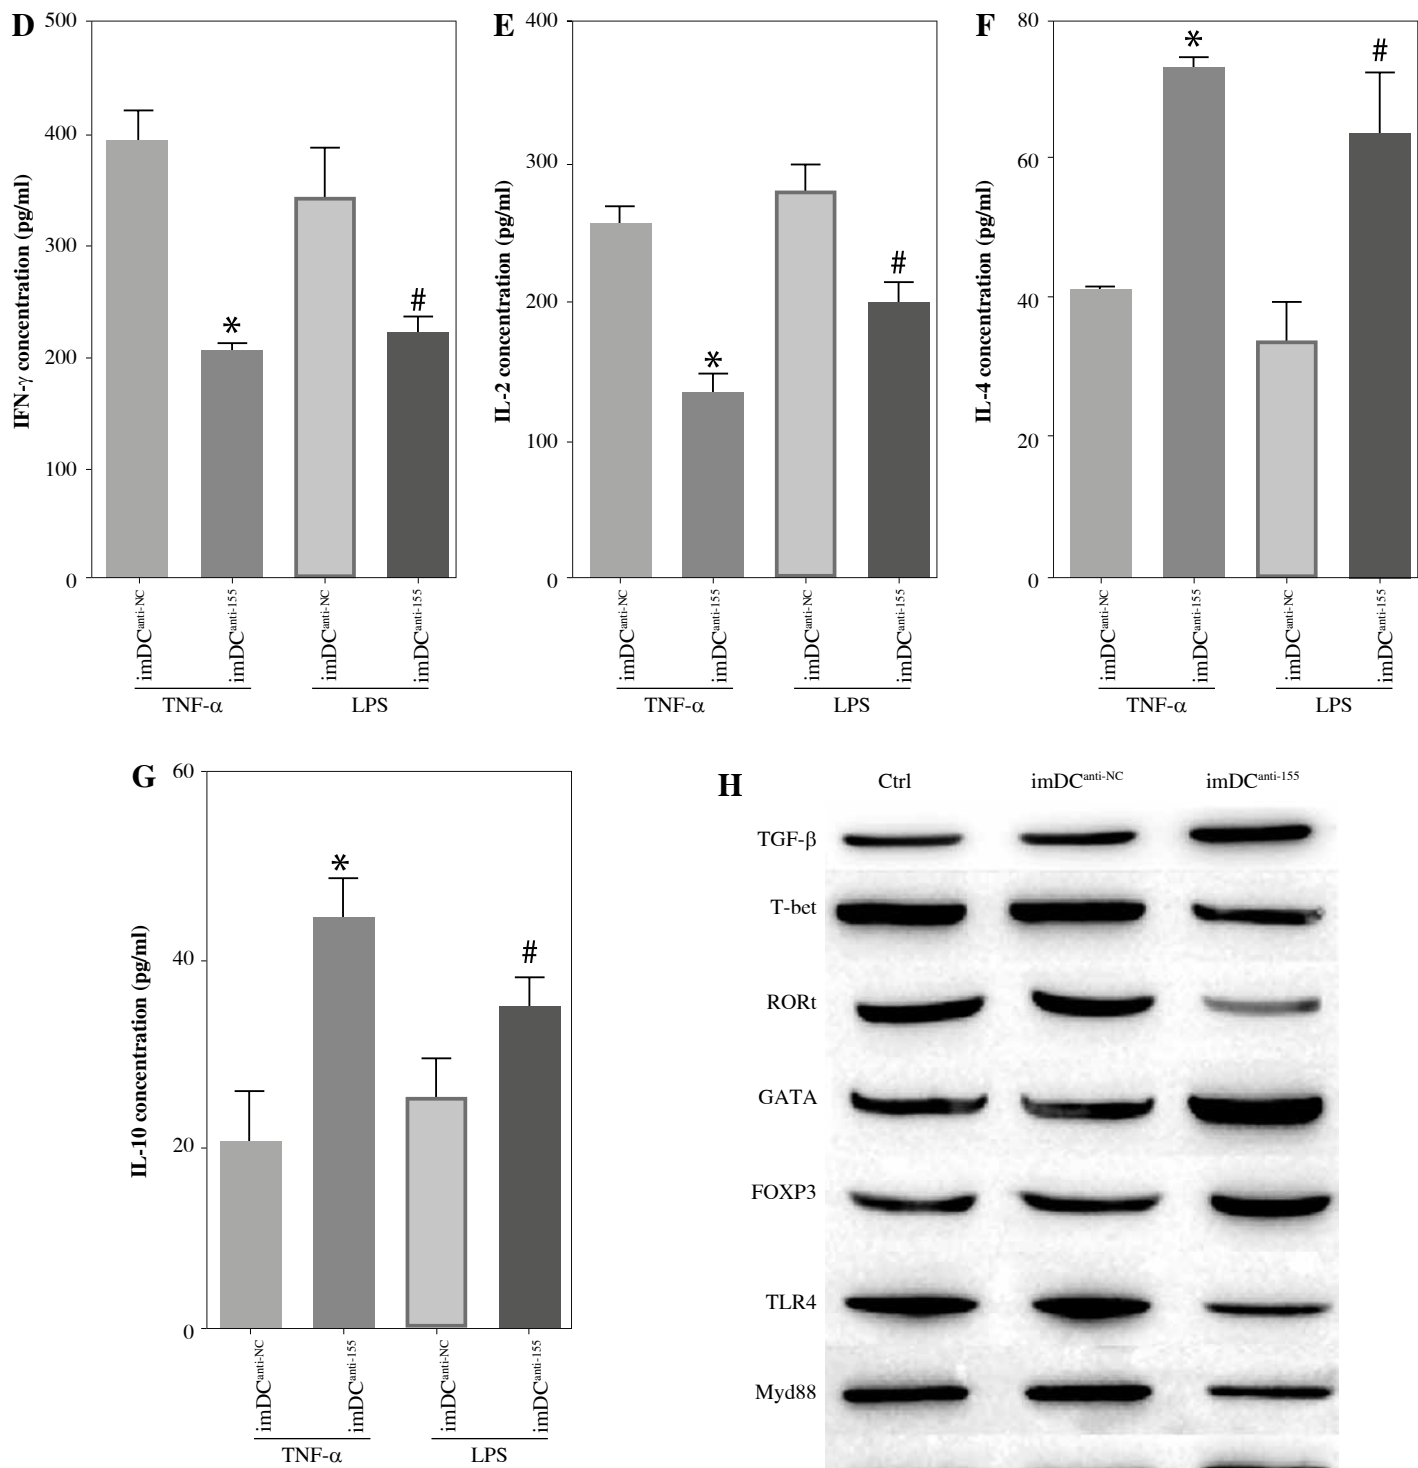 D
500
400
300
200
100
0
IFN-γ concentration (pg/ml)
*
#
imDCanti-NC
imDCanti-155
imDCanti-NC
imDCanti-155
TNF-α
LPS
E
400
300
200
100
0
IL-2 concentration (pg/ml)
*
#
imDCanti-NC
imDCanti-155
imDCanti-NC
imDCanti-155
TNF-α
LPS
F
80
60
40
20
0
IL-4 concentration (pg/ml)
*
#
imDCanti-NC
imDCanti-155
imDCanti-NC
imDCanti-155
TNF-α
LPS
G
60
40
20
0
IL-10 concentration (pg/ml)
*
#
imDCanti-NC
imDCanti-155
imDCanti-NC
imDCanti-155
TNF-α
LPS
H
Ctrl imDCanti-NC imDCanti-155
TGF-β
T-bet
RORt
GATA
FOXP3
TLR4
Myd88